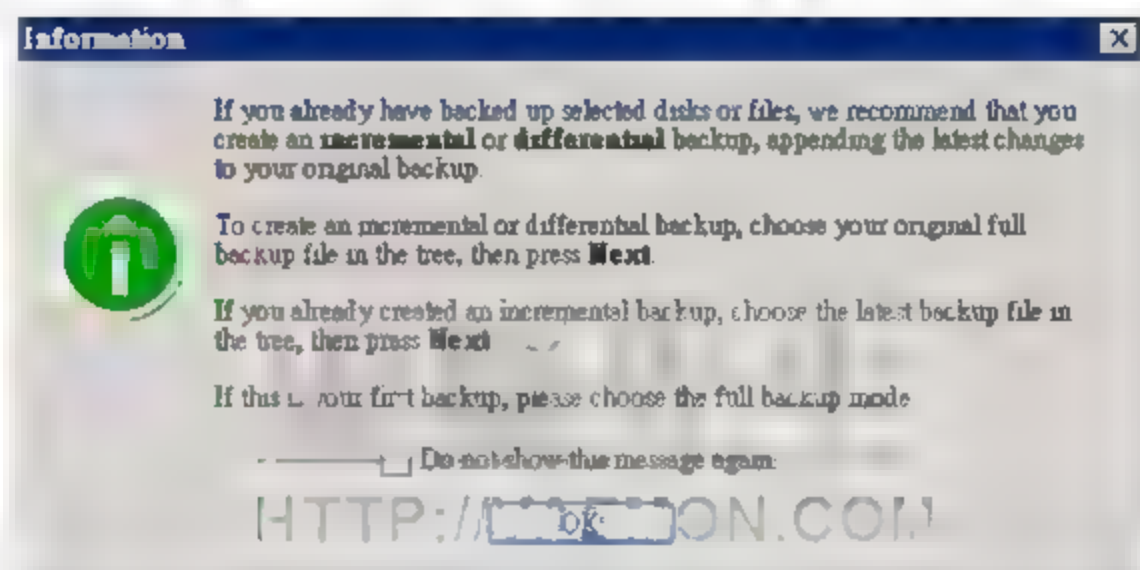 Information
If you already have backed up selected disks or files, we recommend that you
create an incremental or differential backup, appending the latest changes
to your original backup.
To create an incremental or differential backup, choose your original full
backup file in the tree, then press Next.
If you already created an incremental backup, choose the latest backup file in
the tree, then press Next
If this is your first backup, please choose the full backup mode
Do not show this message again
HTTP://
OK